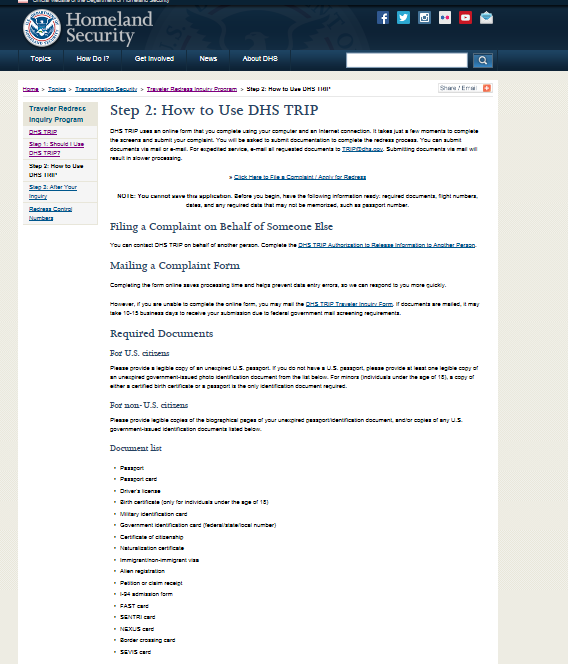 Official website of the Department of Homeland Security
Homeland
Security
Topics How Do I? Get Involved News About DHS
Home > Topics > Transportation Security > Traveler Redress Inquiry Program > Step 2: How to Use DHS TRIP
Share / Email
Traveler Redress
Inquiry Program
DHS TRIP
Step 1: Should I Use
DHS TRIP?
Step 2: How to Use
DHS TRIP
Step 3: After Your
Inquiry
Redress Control
Numbers
Step 2: How to Use DHS TRIP
DHS TRIP uses an online form that you complete using your computer and an internet connection. It takes just a few moments to complete
the screens and submit your complaint. You will be asked to submit documentation to complete the redress process. You can submit
documents via mail or e-mail. For expedited service, e-mail all requested documents to TRIP@dhs.gov. Submitting documents via mail will
result in slower processing.
» Click Here to File a Complaint / Apply for Redress
NOTE: You cannot save this application. Before you begin, have the following information ready: required documents, flight numbers,
dates, and any required data that may not be memorized, such as passport number.
Filing a Complaint on Behalf of Someone Else
You can contact DHS TRIP on behalf of another person. Complete the DHS TRIP Authorization to Release Information to Another Person.
Mailing a Complaint Form
Completing the form online saves processing time and helps prevent data entry errors, so we can respond to you more quickly.
However, if you are unable to complete the online form, you may mail the DHS TRIP Traveler Inquiry Form. If documents are mailed, it may
take 10-15 business days to receive your submission due to federal government mail screening requirements.
Required Documents
For U.S. citizens
Please provide a legible copy of an unexpired U.S. passport. If you do not have a U.S. passport, please provide at least one legible copy of
an unexpired government-issued photo identification document from the list below. For minors (individuals under the age of 18), a copy of
either a certified birth certificate or a passport is the only identification document required.
For non-U.S. citizens
Please provide legible copies of the biographical pages of your unexpired passport/identification document, and/or copies of any U.S.
government-issued identification documents listed below.
Document list
Passport
Passport card
Driver's license
Birth certificate (only for individuals under the age of 18)
Military identification card
Government identification card (federal/state/local number)
Certificate of citizenship
Naturalization certificate
Immigrant/non-immigrant visa
Alien registration
Petition or claim receipt
I-94 admission form
FAST card
SENTRI card
NEXUS card
Border crossing card
SEVIS card